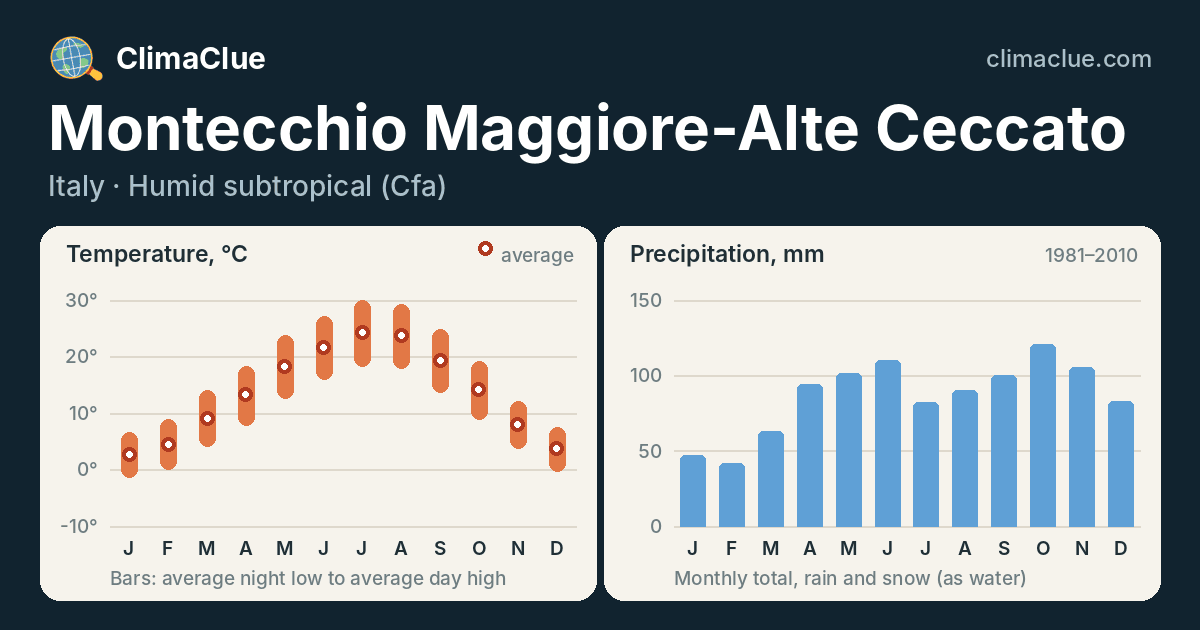 ClimaClue
climaclue.com
Montecchio Maggiore-Alte Ceccato
Italy · Humid subtropical (Cfa)
Temperature, °C
average
30°
20°
10°
0°
-10°
J F M A M J J A S O N D
Bars: average night low to average day high
Precipitation, mm
1981–2010
150
100
50
0
J F M A M J J A S O N D
Monthly total, rain and snow (as water)